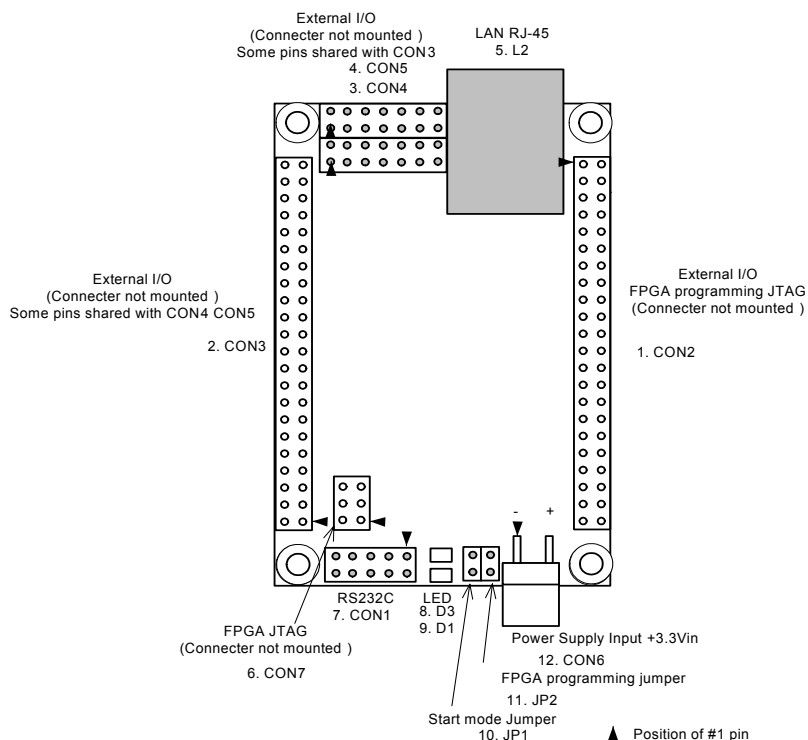 External I/O
(Connecter not mounted )
Some pins shared with CON3
4. CON5
3. CON4
LAN RJ-45
5. L2
External I/O
(Connecter not mounted )
Some pins shared with CON4 CON5
2. CON3
External I/O
FPGA programming JTAG
(Connecter not mounted )
1. CON2
- +
RS232C
7. CON1
LED
8. D3
9. D1
FPGA JTAG
(Connecter not mounted )
6. CON7
Power Supply Input +3.3Vin
12. CON6
FPGA programming jumper
11. JP2
Start mode Jumper
10. JP1
Position of #1 pin